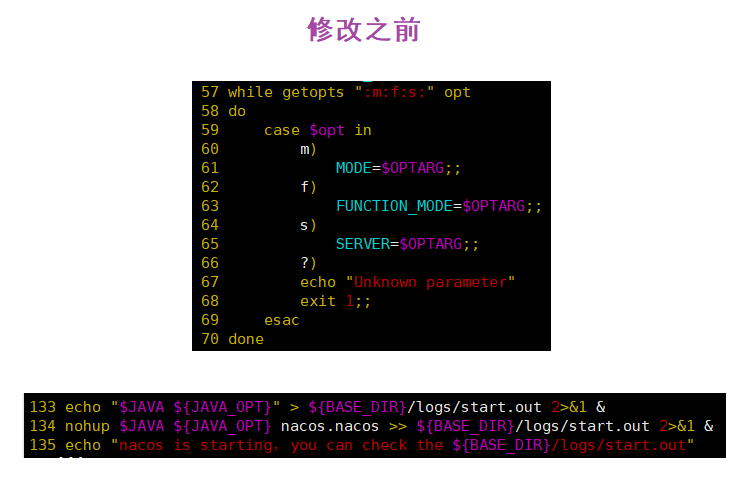 修改之前
57 while getopts ":m:f:s:" opt
58 do
59     case $opt in
60         m)
61             MODE=$OPTARG;;
62         f)
63             FUNCTION_MODE=$OPTARG;;
64         s)
65             SERVER=$OPTARG;;
66         ?)
67         echo "Unknown parameter"
68         exit 1;;
69     esac
70 done
133 echo "$JAVA ${JAVA_OPT}" > ${BASE_DIR}/logs/start.out 2>&1 &
134 nohup $JAVA ${JAVA_OPT} nacos.nacos >> ${BASE_DIR}/logs/start.out 2>&1 &
135 echo "nacos is starting，you can check the ${BASE_DIR}/logs/start.out"